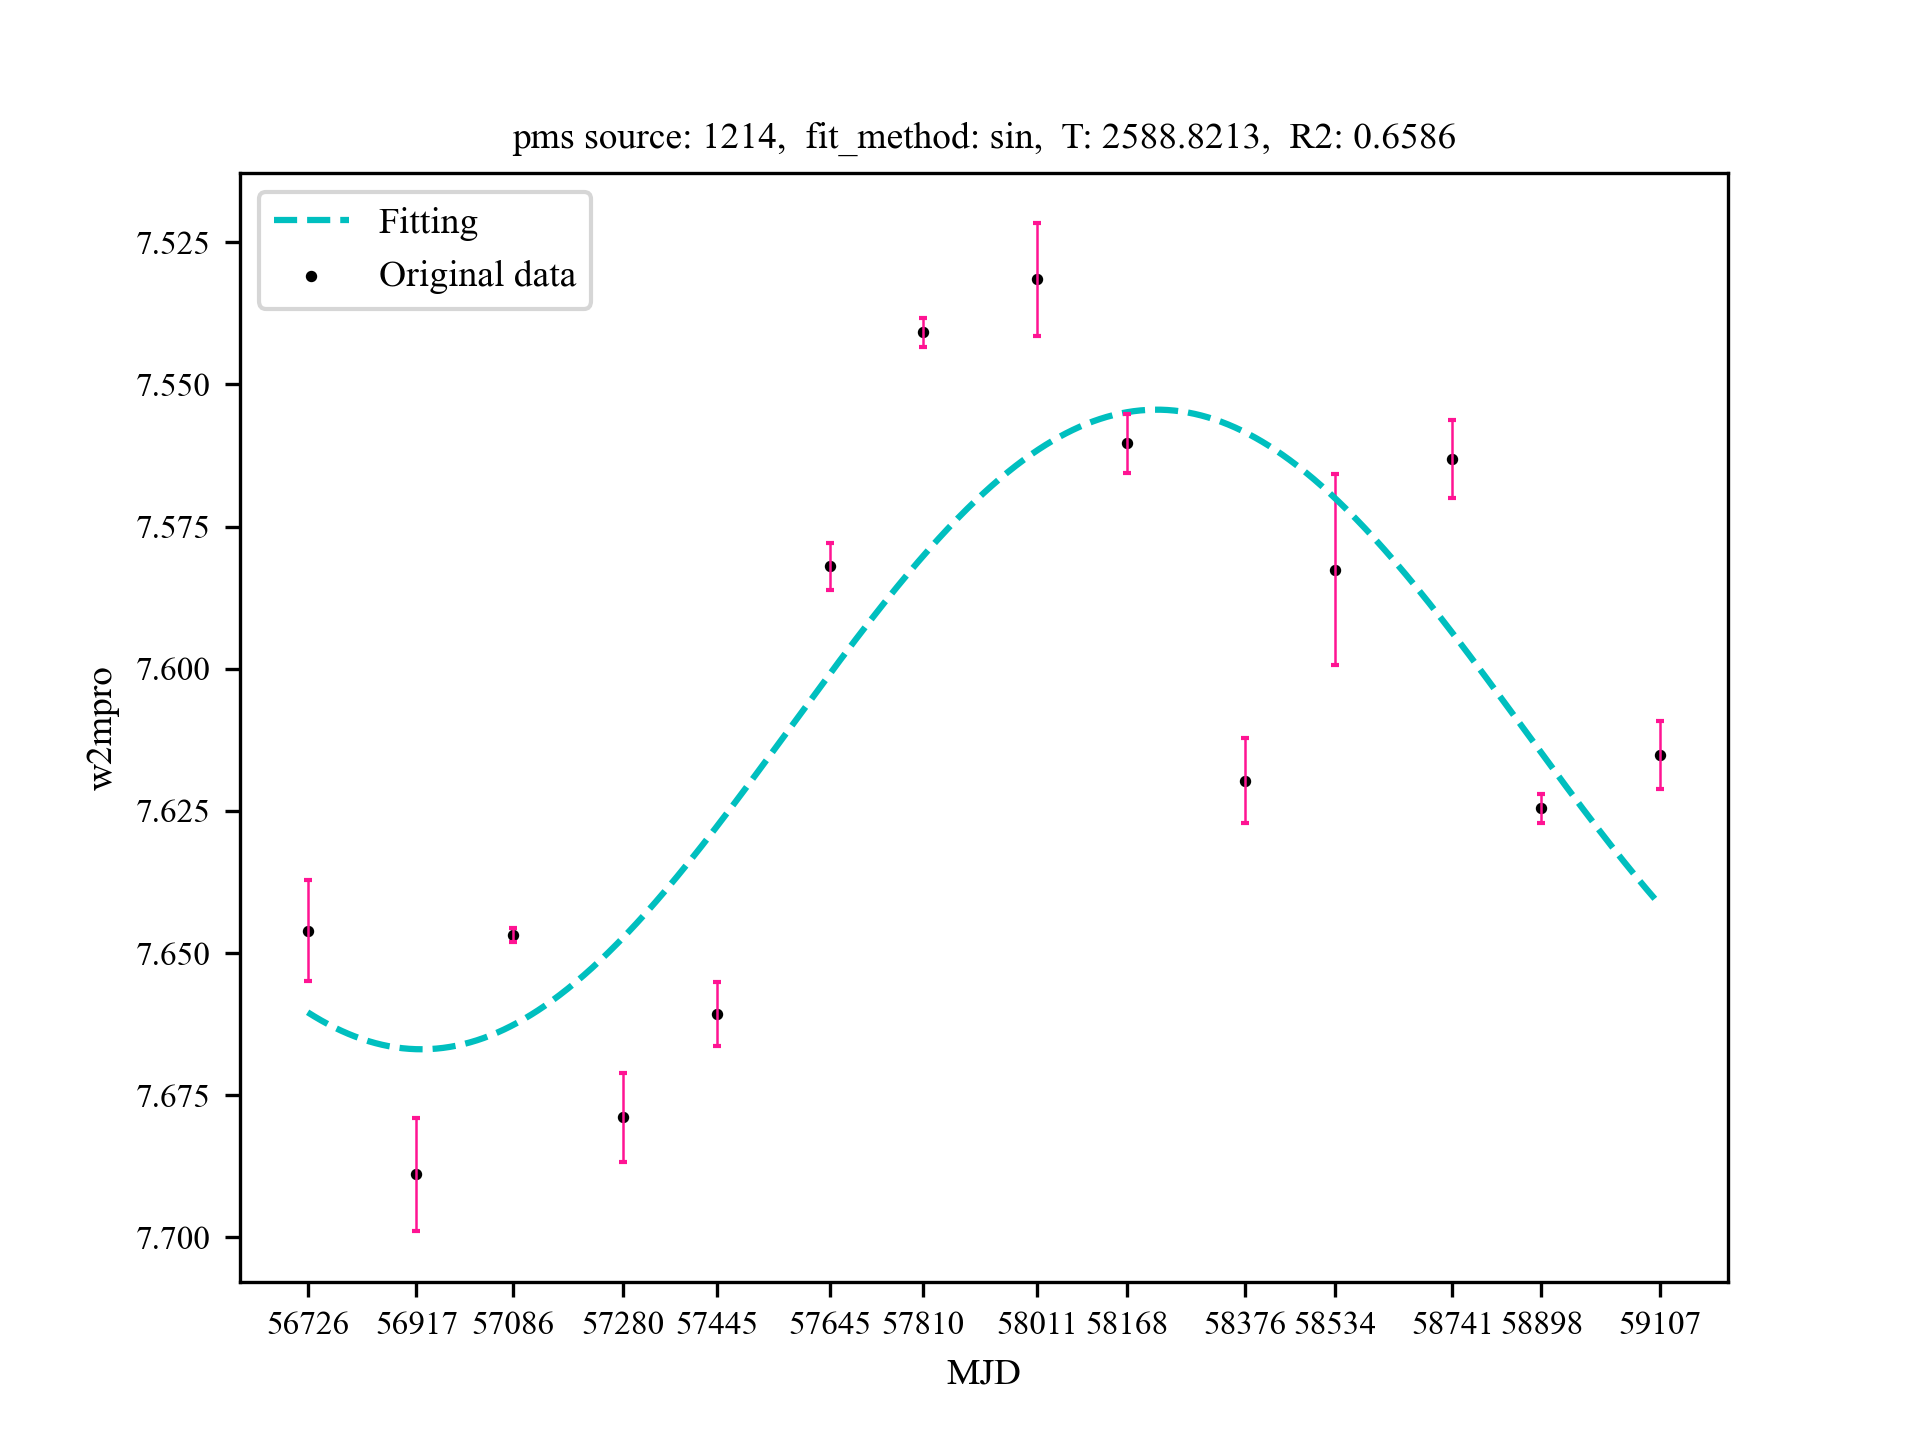 pms source: 1214, fit_method: sin, T: 2588.8213, R2: 0.6586
Fitting
Original data
7.525
7.550
7.575
7.600
7.625
7.650
7.675
7.700
w2mpro
56726 56917 57086 57280 57445 57645 57810 58011 58168 58376 58534 58741 58898 59107
MJD